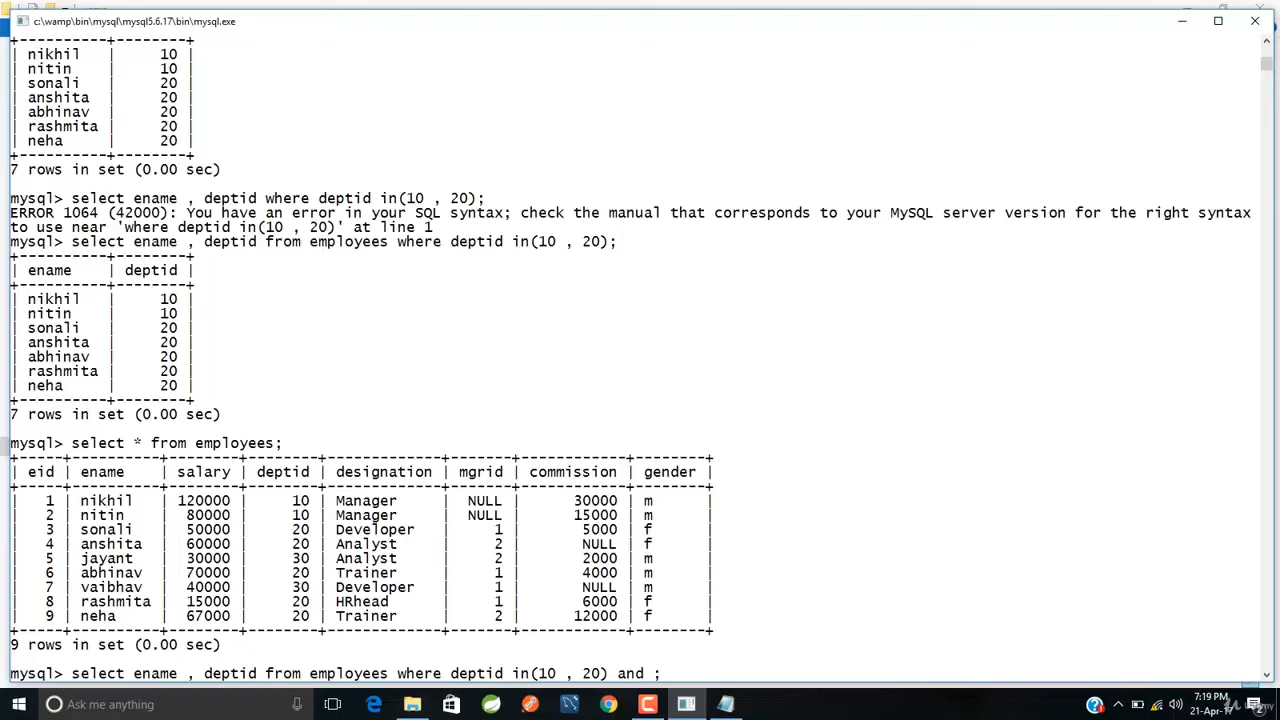 c:\wamp\bin\mysql\mysql5.6.17\bin\mysql.exe
+----------+--------+
| nikhil   |     10 |
| nitin    |     10 |
| sonali   |     20 |
| anshita  |     20 |
| abhinav  |     20 |
| rashmita |     20 |
| neha     |     20 |
+----------+--------+
7 rows in set (0.00 sec)
mysql> select ename , deptid where deptid in(10 , 20);
ERROR 1064 (42000): You have an error in your SQL syntax; check the manual that corresponds to your MySQL server version for the right syntax
to use near 'where deptid in(10 , 20)' at line 1
mysql> select ename , deptid from employees where deptid in(10 , 20);
+----------+--------+
| ename    | deptid |
+----------+--------+
| nikhil   |     10 |
| nitin    |     10 |
| sonali   |     20 |
| anshita  |     20 |
| abhinav  |     20 |
| rashmita |     20 |
| neha     |     20 |
+----------+--------+
7 rows in set (0.00 sec)
mysql> select * from employees;
+-----+----------+--------+--------+-------------+-------+------------+--------+
| eid | ename    | salary | deptid | designation | mgrid | commission | gender |
+-----+----------+--------+--------+-------------+-------+------------+--------+
|   1 | nikhil   | 120000 |     10 | Manager     |  NULL |      30000 | m      |
|   2 | nitin    |  80000 |     10 | Manager     |  NULL |      15000 | m      |
|   3 | sonali   |  50000 |     20 | Developer   |     1 |       5000 | f      |
|   4 | anshita  |  60000 |     20 | Analyst     |     2 |       NULL | f      |
|   5 | jayant   |  30000 |     30 | Analyst     |     2 |       2000 | m      |
|   6 | abhinav  |  70000 |     20 | Trainer     |     1 |       4000 | m      |
|   7 | vaibhav  |  40000 |     30 | Developer   |     1 |       NULL | m      |
|   8 | rashmita |  15000 |     20 | HRhead      |     1 |       6000 | f      |
|   9 | neha     |  67000 |     20 | Trainer     |     2 |      12000 | f      |
+-----+----------+--------+--------+-------------+-------+------------+--------+
9 rows in set (0.00 sec)
mysql> select ename , deptid from employees where deptid in(10 , 20) and ;
Ask me anything
7:19 PM